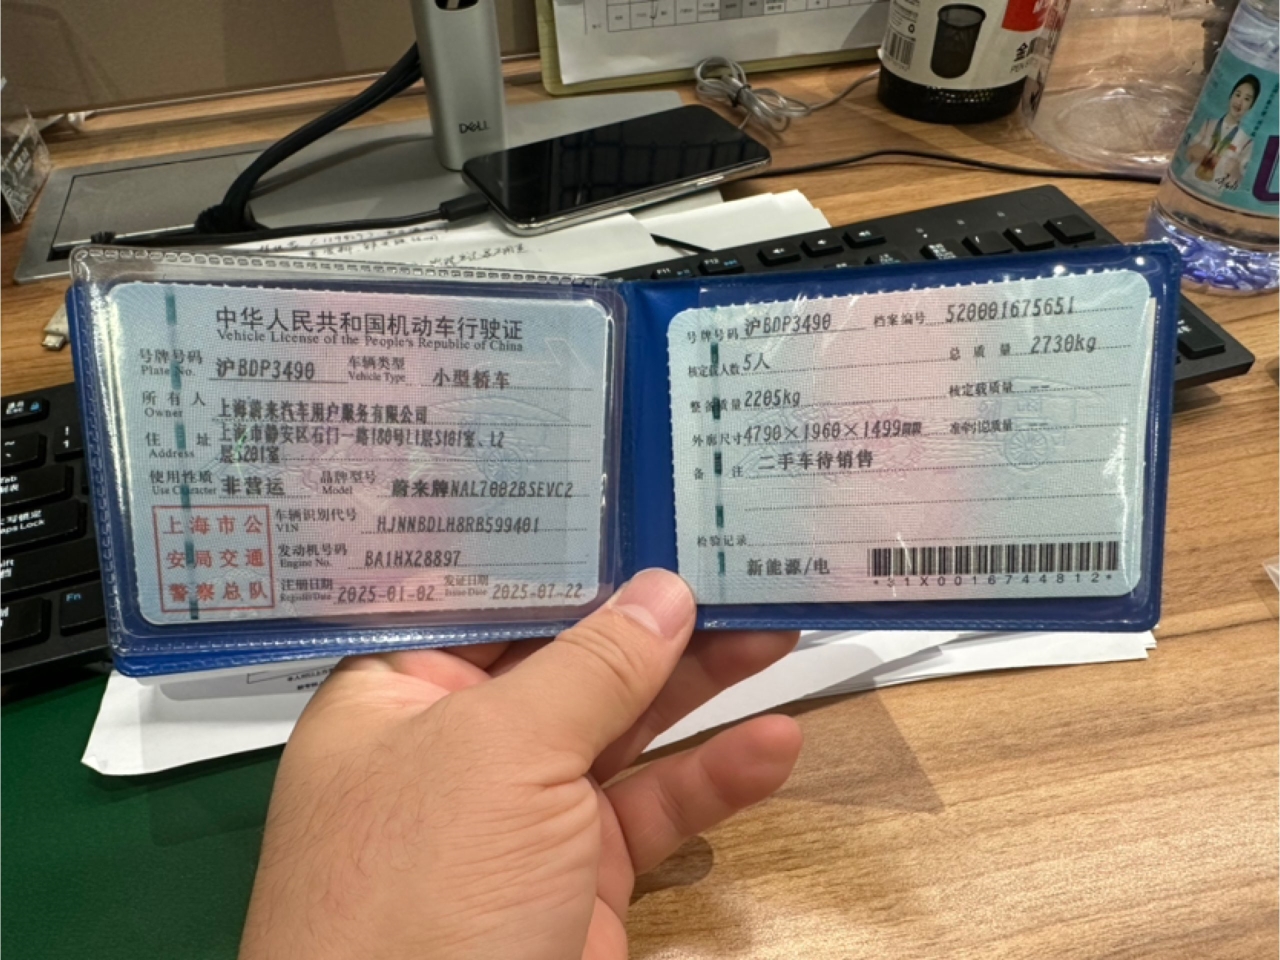 DELL
金
中华人民共和国机动车行驶证
Vehicle License of the People's Republic of China
号牌号码 沪BDP3490 车辆类型 小型轿车
Plate No. Vehicle Type
所有人 上海蔚来汽车用户服务有限公司
Owner
住址 上海市静安区石门一路180号L1层S101室、L2
Address 层S201室
使用性质 非营运 品牌型号 蔚来牌NAL7002BSEVC2
Use Character Model
上海市公
安局交通
警察总队
车辆识别代号 HJNNBDLH8RB599401
VIN
发动机号码 BA1HX28897
Engine No.
注册日期 2025-01-02 发证日期 2025-07-22
Register Date Issue Date
号牌号码 沪BDP3490 档案编号 520001675651
核定载人数 5人 总质量 2730kg
整备质量 2205kg 核定载质量 --
外廓尺寸 4790×1960×1499mm 准牵引总质量 --
备注 二手车待销售
检验记录
新能源/电
*31X0016744812*
F11
F12
Tab
Caps Lock
Fn